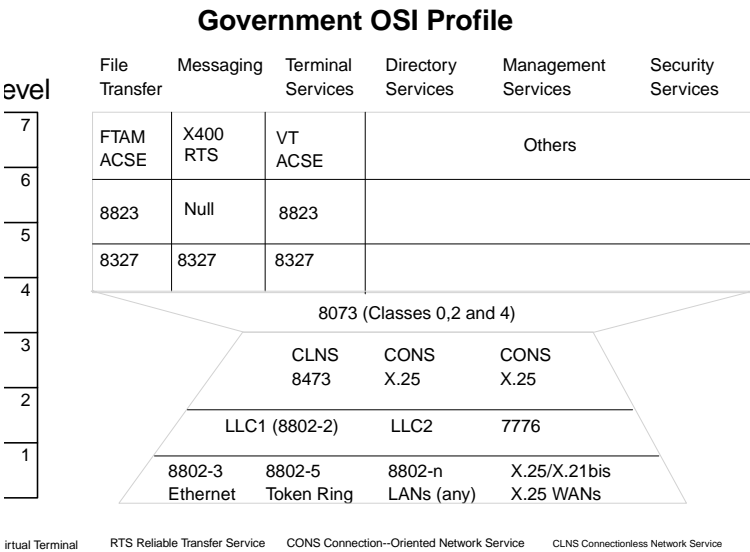 Government OSI Profile
File Messaging Terminal Directory Management Security
Transfer Services Services Services Services
evel
7
FTAM X400 VT Others
ACSE RTS ACSE
6
8823 Null 8823
5
8327 8327 8327
4
8073 (Classes 0,2 and 4)
3
CLNS CONS CONS
8473 X.25 X.25
2
LLC1 (8802-2) LLC2 7776
1
8802-3 8802-5 8802-n X.25/X.21bis
Ethernet Token Ring LANs (any) X.25 WANs
irtual Terminal RTS Reliable Transfer Service CONS Connection--Oriented Network Service CLNS Connectionless Network Service